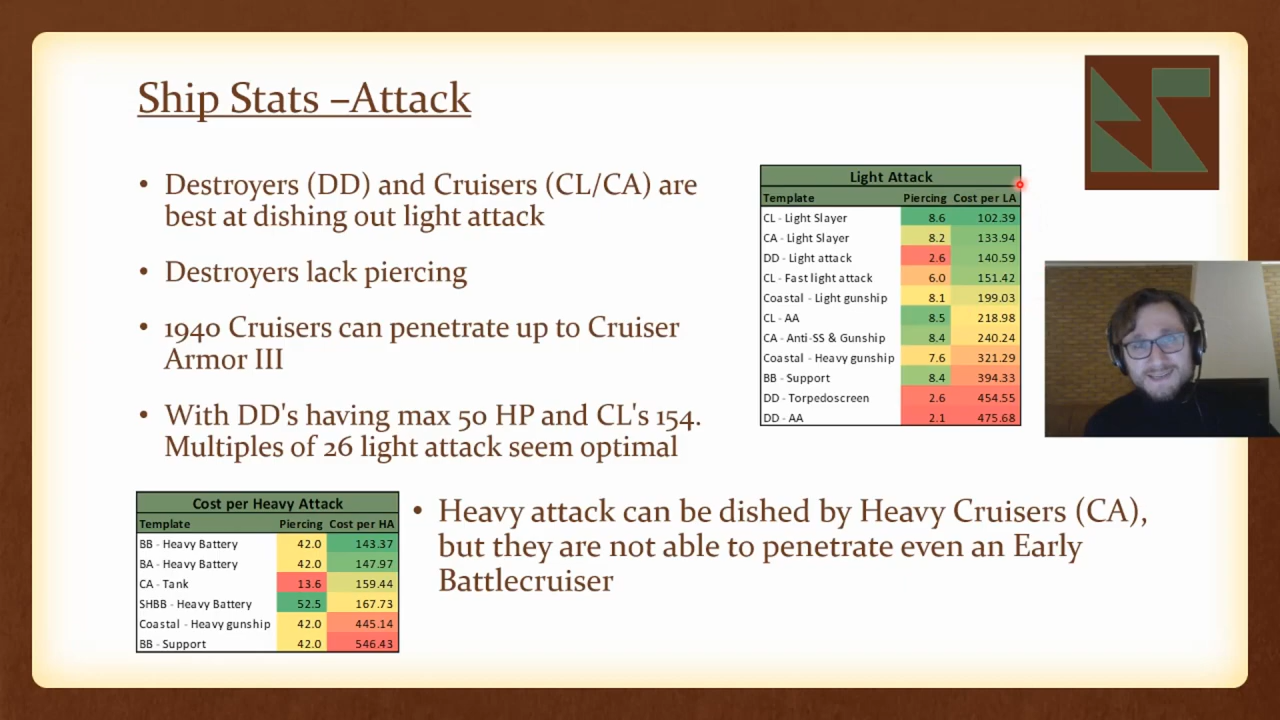 Ship Stats –Attack
• Destroyers (DD) and Cruisers (CL/CA) are
best at dishing out light attack
• Destroyers lack piercing
• 1940 Cruisers can penetrate up to Cruiser
Armor III
• With DD's having max 50 HP and CL's 154.
Multiples of 26 light attack seem optimal
Light Attack
Template Piercing Cost per LA
CL - Light Slayer 8.6 102.39
CA - Light Slayer 8.2 133.94
DD - Light attack 2.6 140.59
CL - Fast light attack 6.0 151.42
Coastal - Light gunship 8.1 199.03
CL - AA 8.5 218.98
CA - Anti-SS & Gunship 8.4 240.24
Coastal - Heavy gunship 7.6 321.29
BB - Support 8.4 394.33
DD - Torpedoscreen 2.6 454.55
DD - AA 2.1 475.68
Cost per Heavy Attack
Template Piercing Cost per HA
BB - Heavy Battery 42.0 143.37
BA - Heavy Battery 42.0 147.97
CA - Tank 13.6 159.44
SHBB - Heavy Battery 52.5 167.73
Coastal - Heavy gunship 42.0 445.14
BB - Support 42.0 546.43
• Heavy attack can be dished by Heavy Cruisers (CA),
but they are not able to penetrate even an Early
Battlecruiser